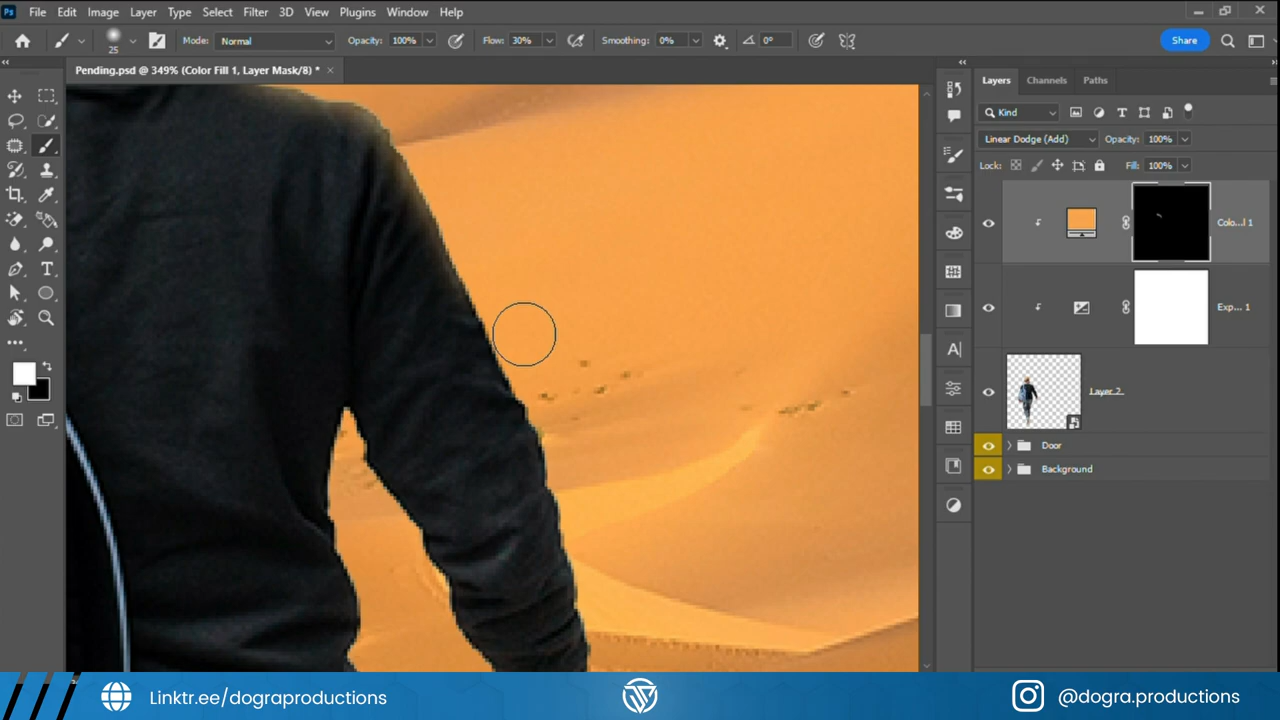 Ps File Edit Image Layer Type Select Filter 3D View Plugins Window Help
25 Mode: Normal Opacity: 100% Flow: 30% Smoothing: 0% 0° Share
Pending.psd @ 349% (Color Fill 1, Layer Mask/8) * ×
Layers Channels Paths
Kind
Linear Dodge (Add) Opacity: 100%
Lock: Fill: 100%
Colo...l 1
Exp... 1
Layer 2
Door
Background
Linktr.ee/dograproductions
@dogra.productions